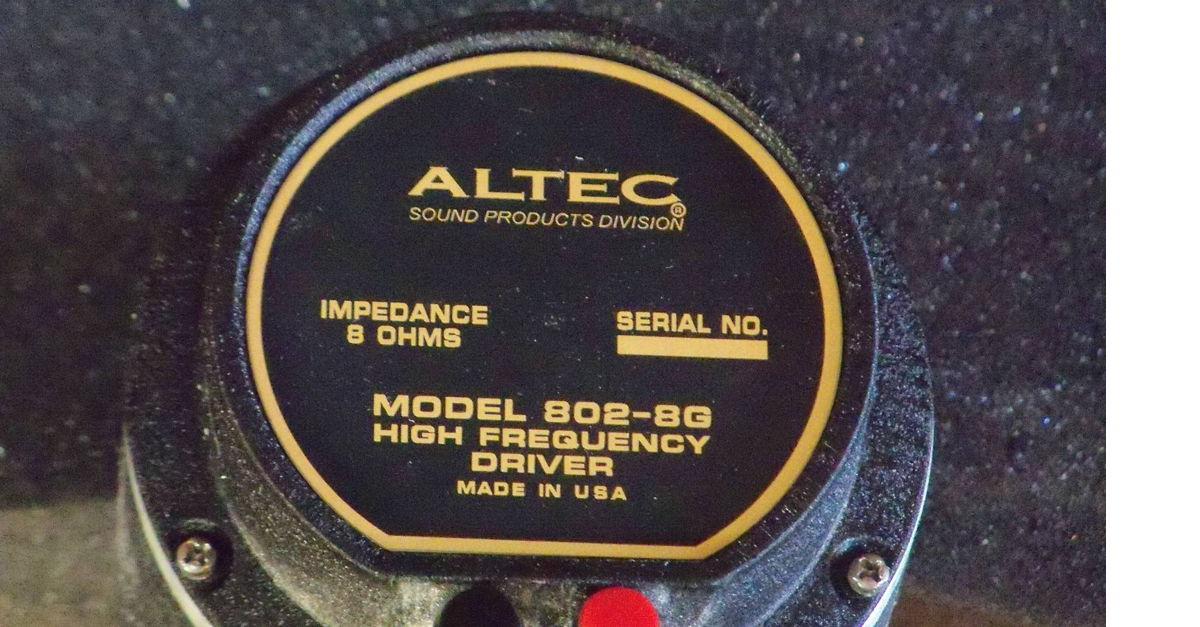 ALTEC®
SOUND PRODUCTS DIVISION
IMPEDANCE
8 OHMS
SERIAL NO.
MODEL 802-8G
HIGH FREQUENCY
DRIVER
MADE IN USA